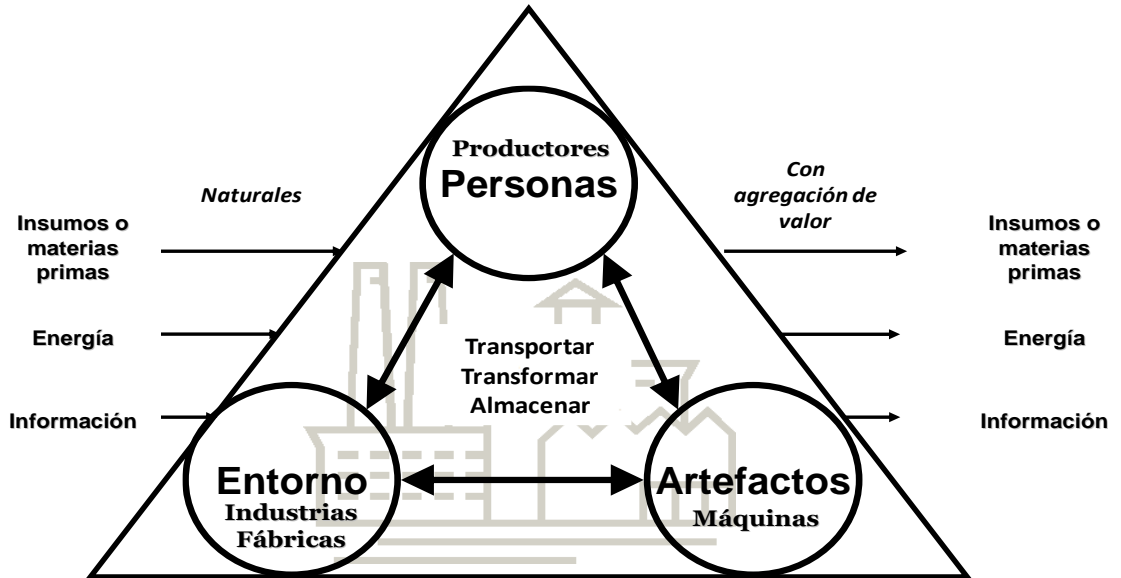 Productores
Personas
Naturales
Con
agregación de
valor
Insumos o
materias
primas
Insumos o
materias
primas
Energía
Transportar
Transformar
Almacenar
Energía
Información
Información
Entorno
Industrias
Fábricas
Artefactos
Máquinas